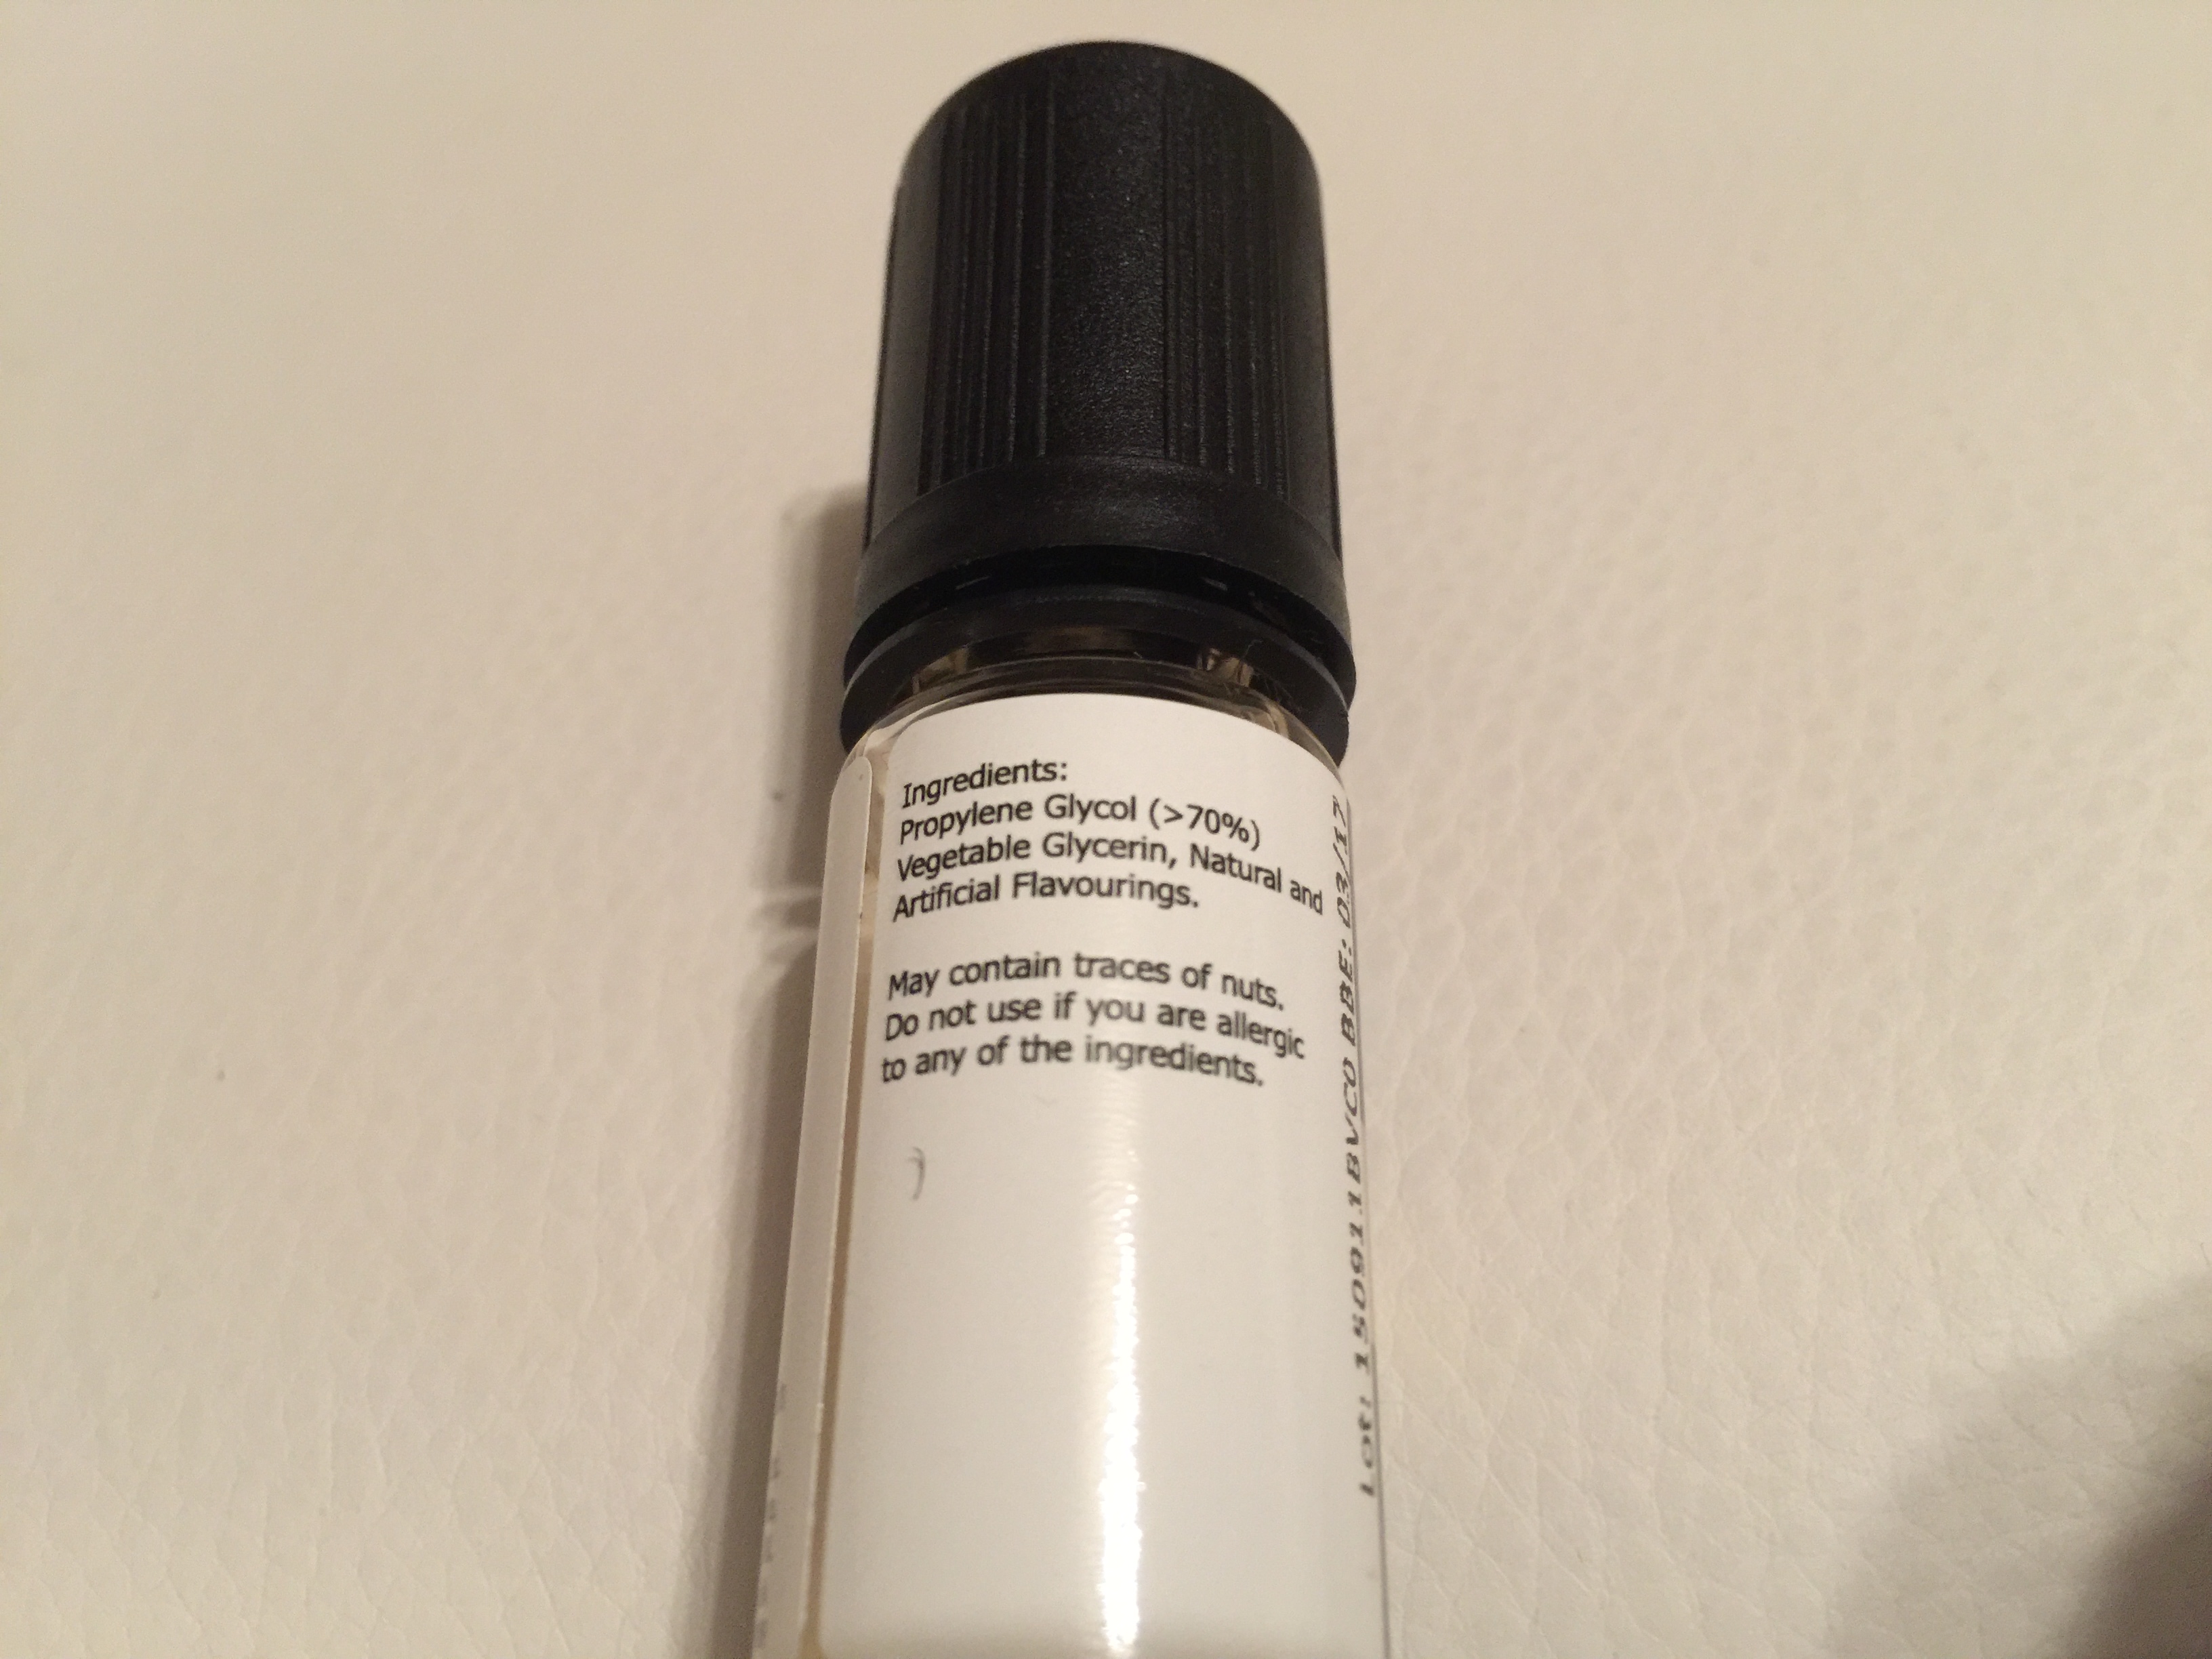 Ingredients:
Propylene Glycol (>70%)
Vegetable Glycerin, Natural and
Artificial Flavourings.
May contain traces of nuts.
Do not use if you are allergic
to any of the ingredients.
Lot: 150911BVC0 BBE: 03/17